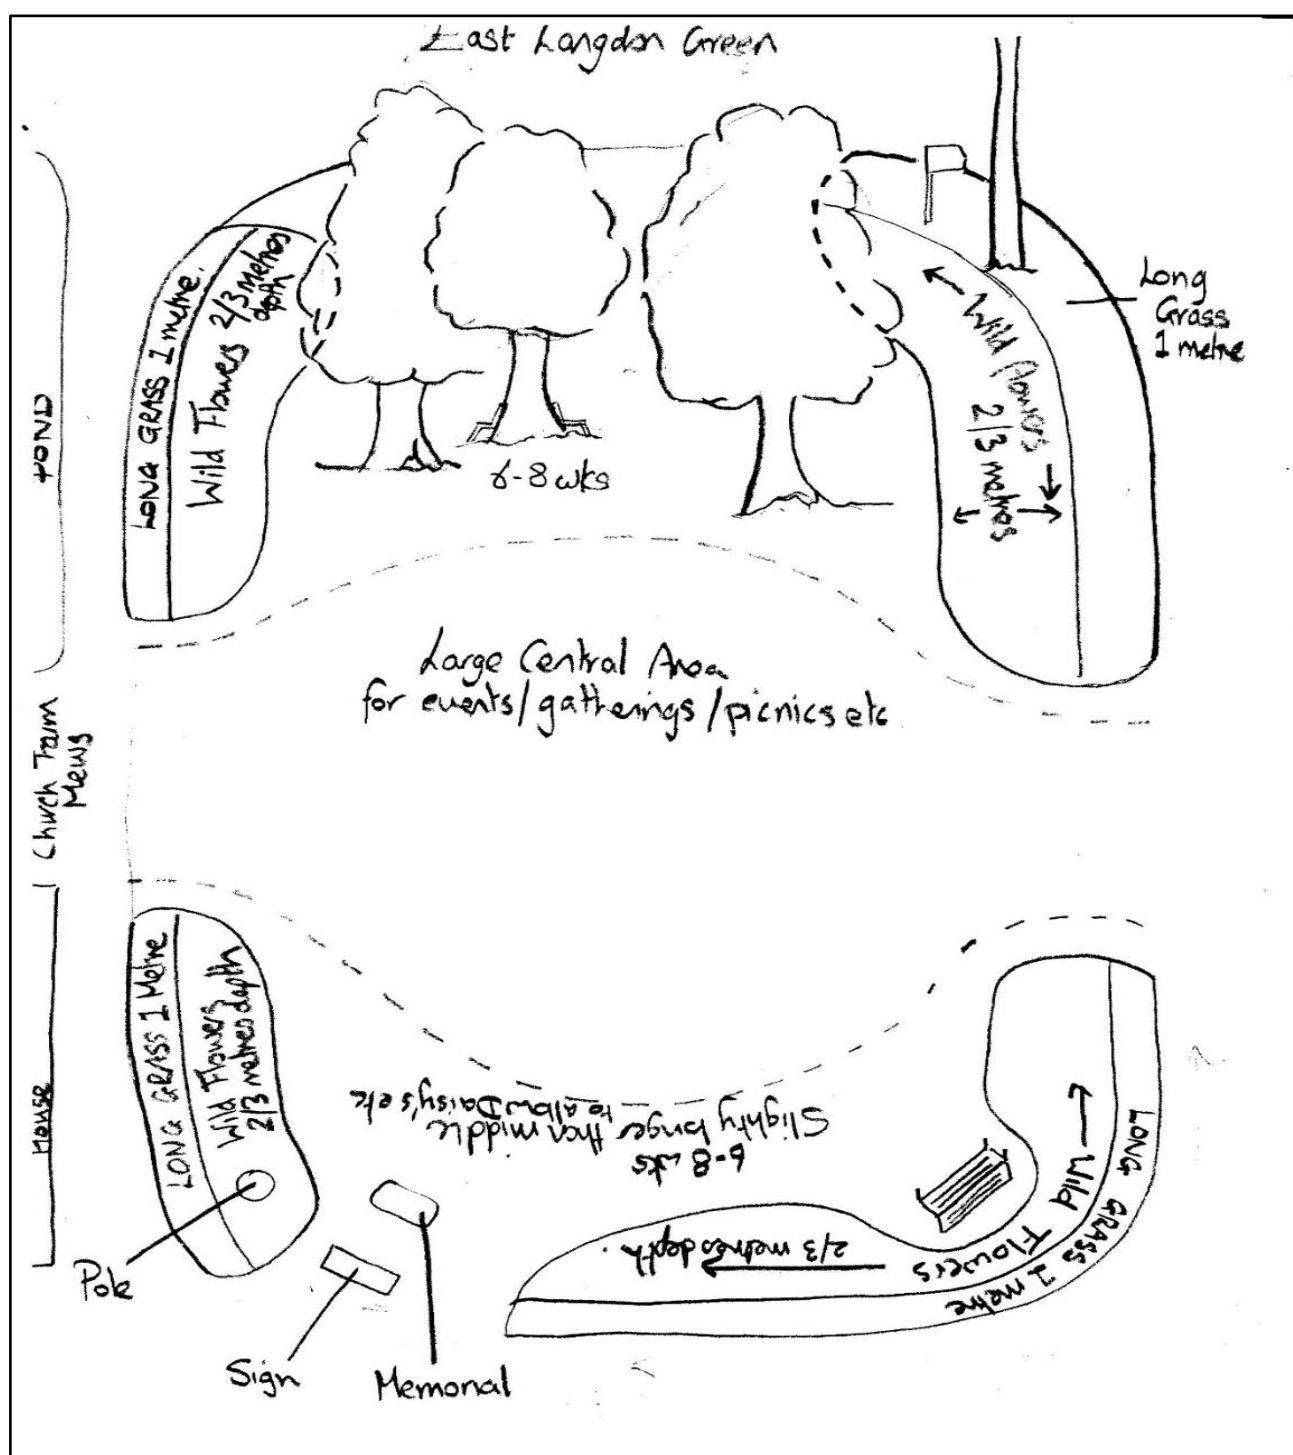 East Langdon Green
LONG GRASS 1 metre.
Wild Flowers 2/3 metres
depth
Long
Grass
1 metre
Wild flowers
2/3 metres
POND
6-8 wks
Large Central Area
for events/gatherings/picnics etc
Church Farm
Mews
House
LONG GRASS 1 Metre
Wild Flowers
2/3 metres depth
6-8 wks
Slighty longer than middle
to allow Daisy's etc
Wild Flowers
2/3 metres depth
LONG GRASS 1 metre
Pole
Sign
Memorial